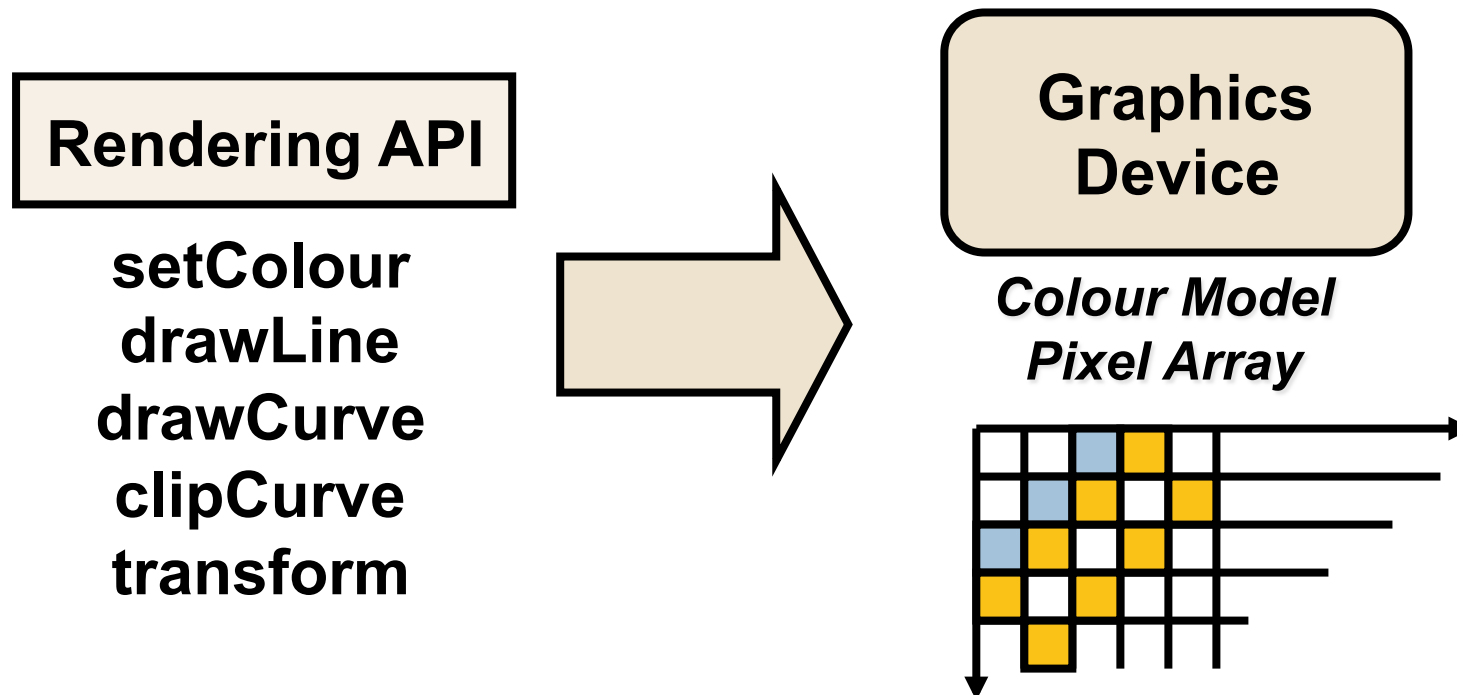 Rendering API
setColour
drawLine
drawCurve
clipCurve
transform
Graphics
Device
Colour Model
Pixel Array